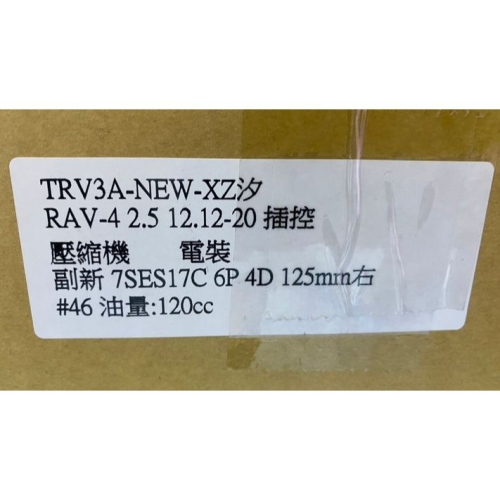 TRV3A-NEW-XZ汐
RAV-4 2.5 12.12-20 插控
壓縮機 電裝
副新 7SES17C 6P 4D 125mm右
#46 油量:120cc